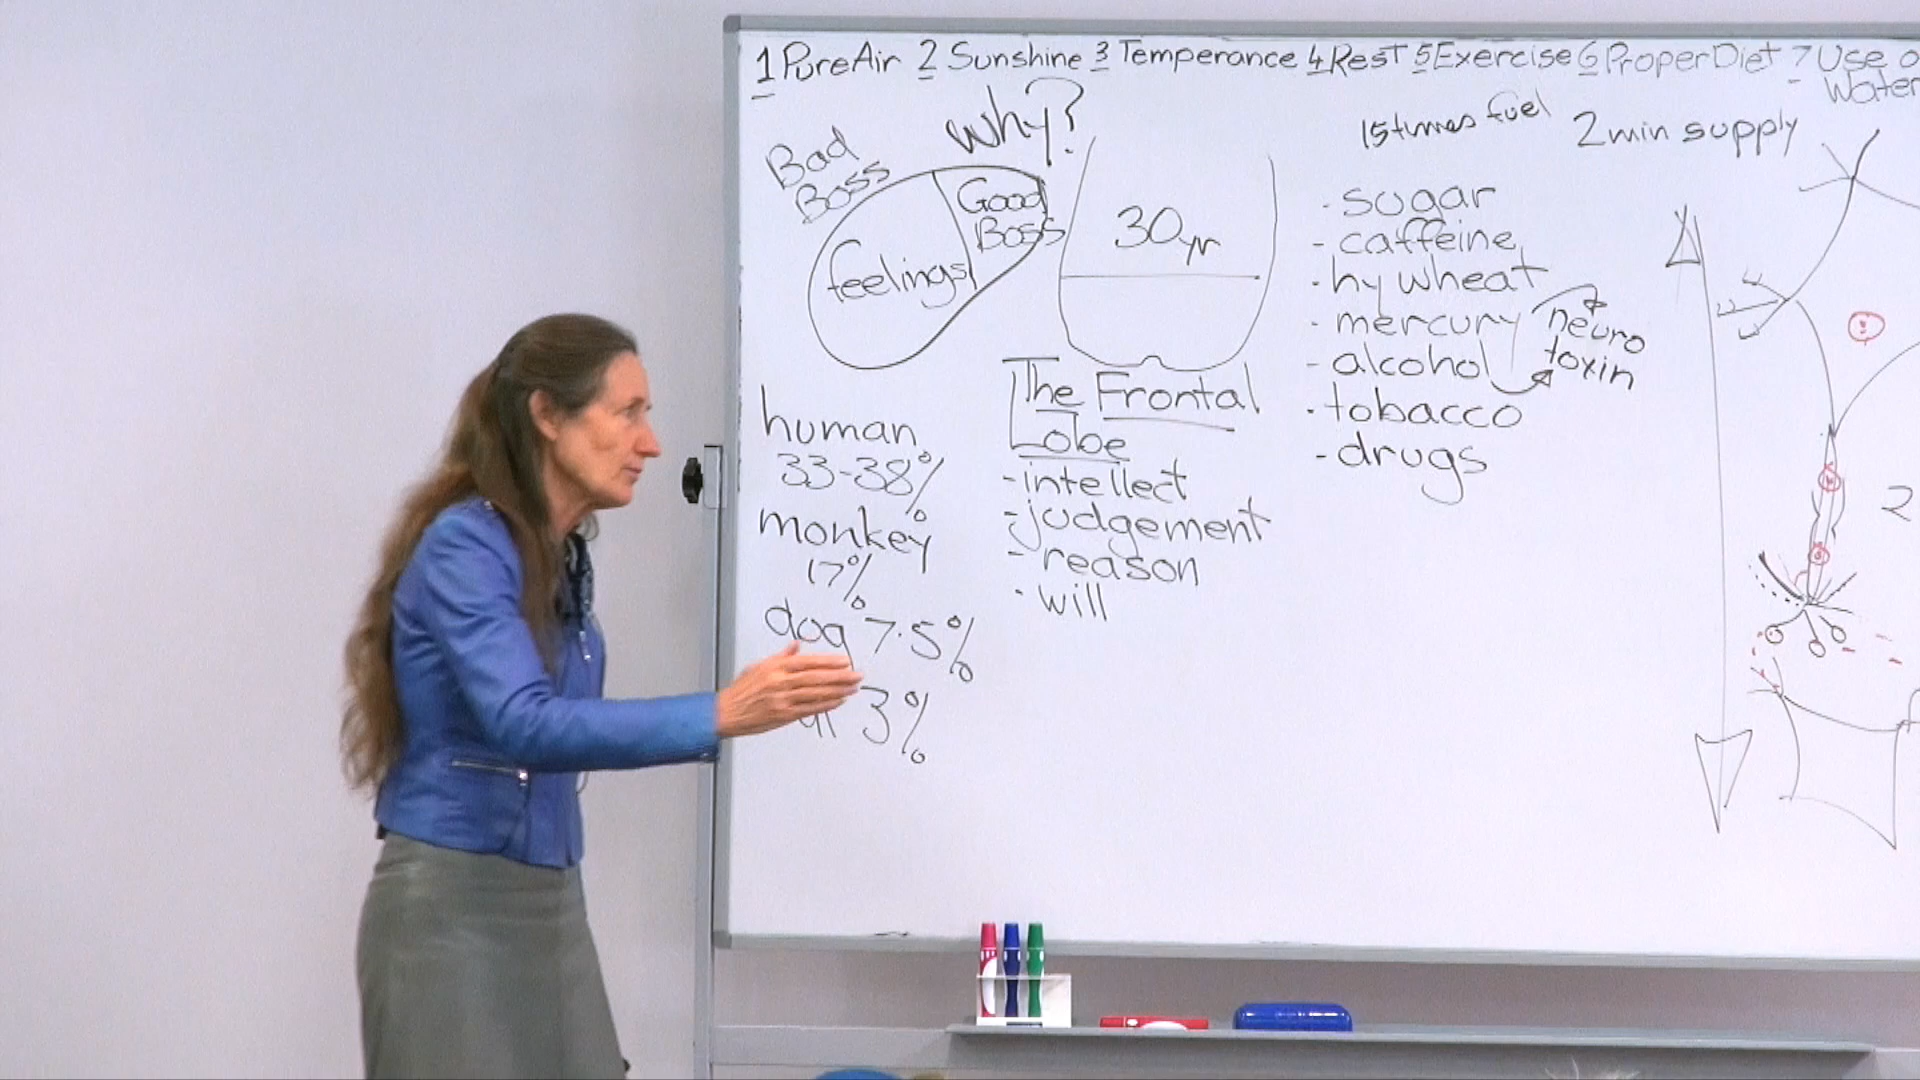 1 Pure Air 2 Sunshine 3 Temperance 4 Rest 5 Exercise 6 Proper Diet 7 Use
Water
Why?
Bad
Boss
feelings
Good
Boss
30yr
15 times fuel
2 min supply
human
33-38%
monkey
17%
dog 7.5%
3%
The Frontal
Lobe
- intellect
- judgement
- reason
- will
- sugar
- caffeine
- hy wheat
- mercury
- alcohol
- tobacco
- drugs
neuro
toxin
2